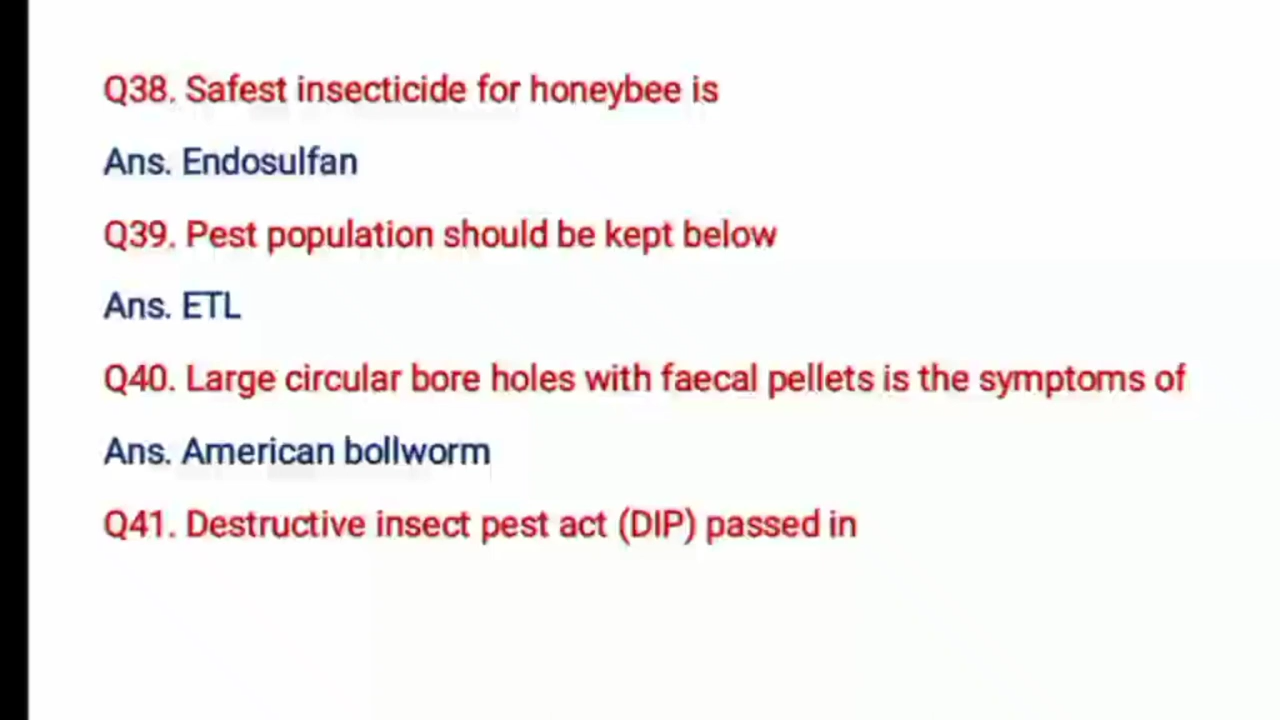 Q38. Safest insecticide for honeybee is
Ans. Endosulfan
Q39. Pest population should be kept below
Ans. ETL
Q40. Large circular bore holes with faecal pellets is the symptoms of
Ans. American bollworm
Q41. Destructive insect pest act (DIP) passed in